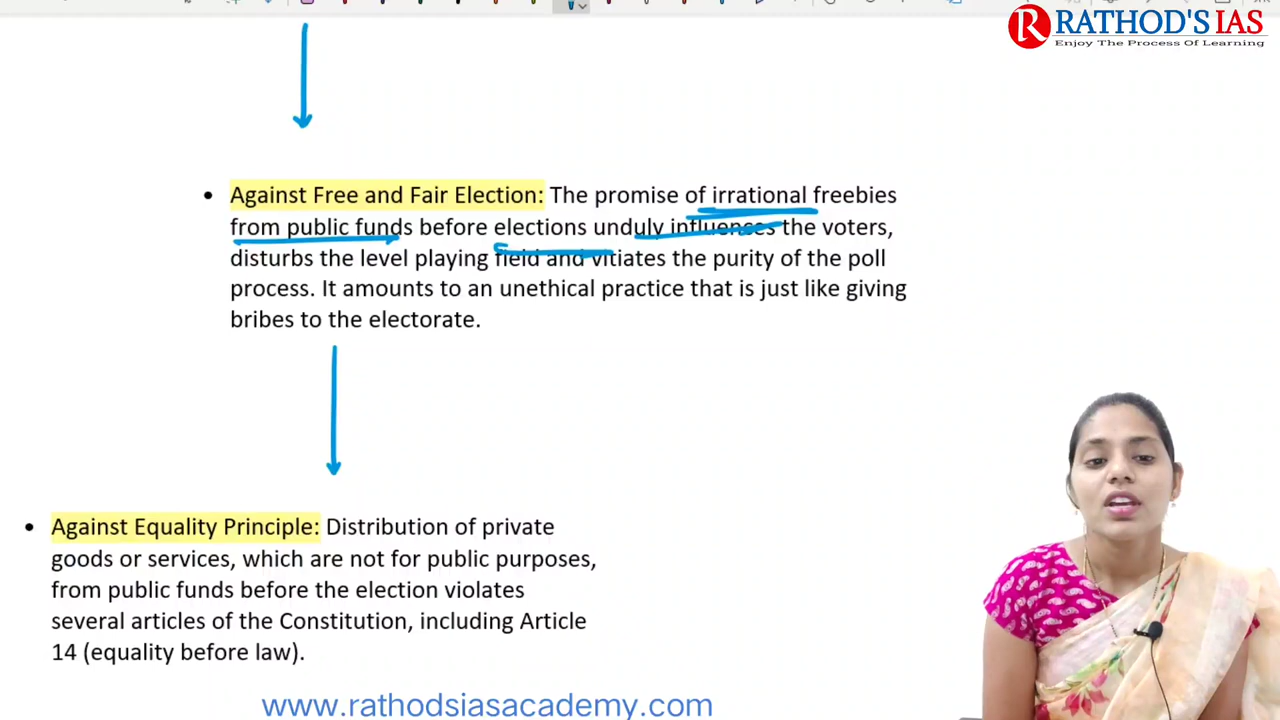 RATHOD'S IAS
Enjoy The Process Of Learning
• Against Free and Fair Election: The promise of irrational freebies
from public funds before elections unduly influences the voters,
disturbs the level playing field and vitiates the purity of the poll
process. It amounts to an unethical practice that is just like giving
bribes to the electorate.
• Against Equality Principle: Distribution of private
goods or services, which are not for public purposes,
from public funds before the election violates
several articles of the Constitution, including Article
14 (equality before law).
www.rathodsiasacademy.com